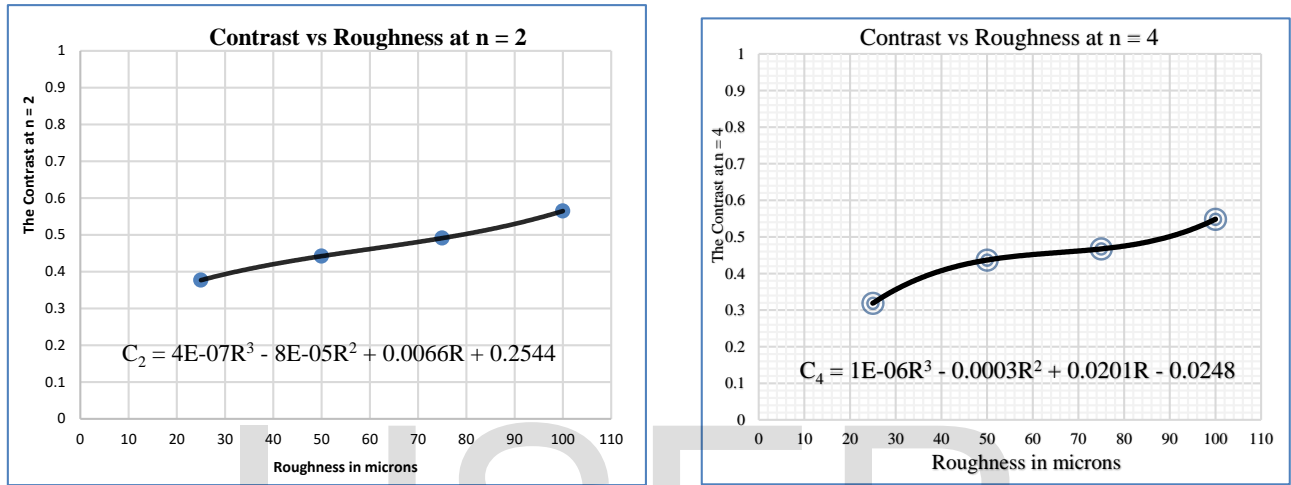 Contrast vs Roughness at n = 2
The Contrast at n = 2
1
0.9
0.8
0.7
0.6
0.5
0.4
0.3
0.2
0.1
0
C₂ = 4E-07R³ - 8E-05R² + 0.0066R + 0.2544
0 10 20 30 40 50 60 70 80 90 100 110
Roughness in microns
Contrast vs Roughness at n = 4
The Contrast at n = 4
1
0.9
0.8
0.7
0.6
0.5
0.4
0.3
0.2
0.1
0
C₄ = 1E-06R³ - 0.0003R² + 0.0201R - 0.0248
0 10 20 30 40 50 60 70 80 90 100 110
Roughness in microns